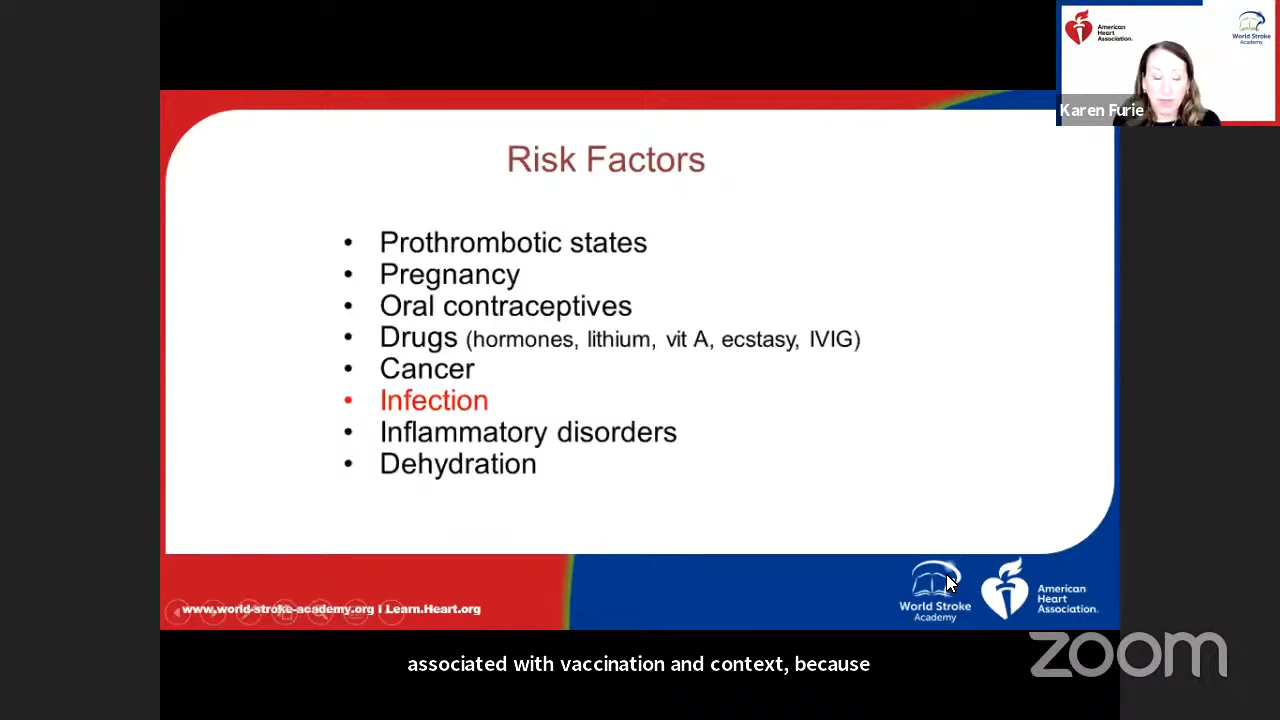 American
Heart
Association.
World Stroke
Academy
Karen Furie
Risk Factors
• Prothrombotic states
• Pregnancy
• Oral contraceptives
• Drugs (hormones, lithium, vit A, ecstasy, IVIG)
• Cancer
• Infection
• Inflammatory disorders
• Dehydration
www.world-stroke-academy.org I Learn.Heart.org
World Stroke
Academy
American
Heart
Association.
associated with vaccination and context, because
zoom